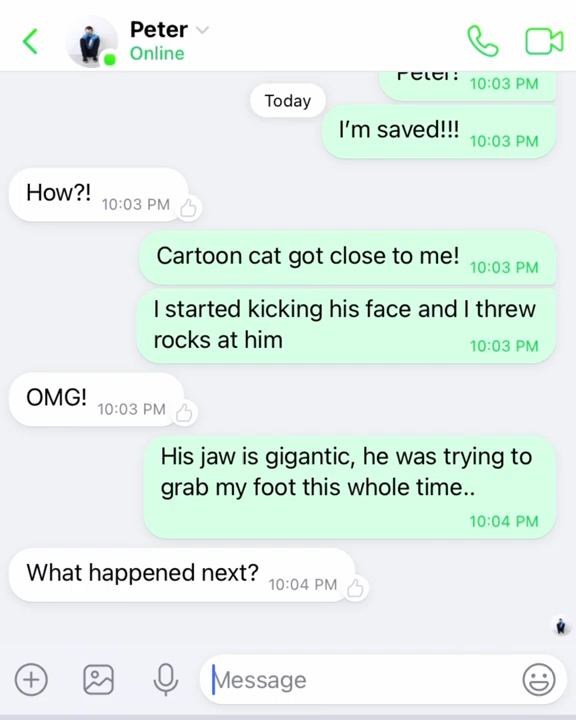 Peter
Online
Peter!
10:03 PM
Today
I'm saved!!!
10:03 PM
How?!
10:03 PM
Cartoon cat got close to me!
10:03 PM
I started kicking his face and I threw
rocks at him
10:03 PM
OMG!
10:03 PM
His jaw is gigantic, he was trying to
grab my foot this whole time..
10:04 PM
What happened next?
10:04 PM
Message